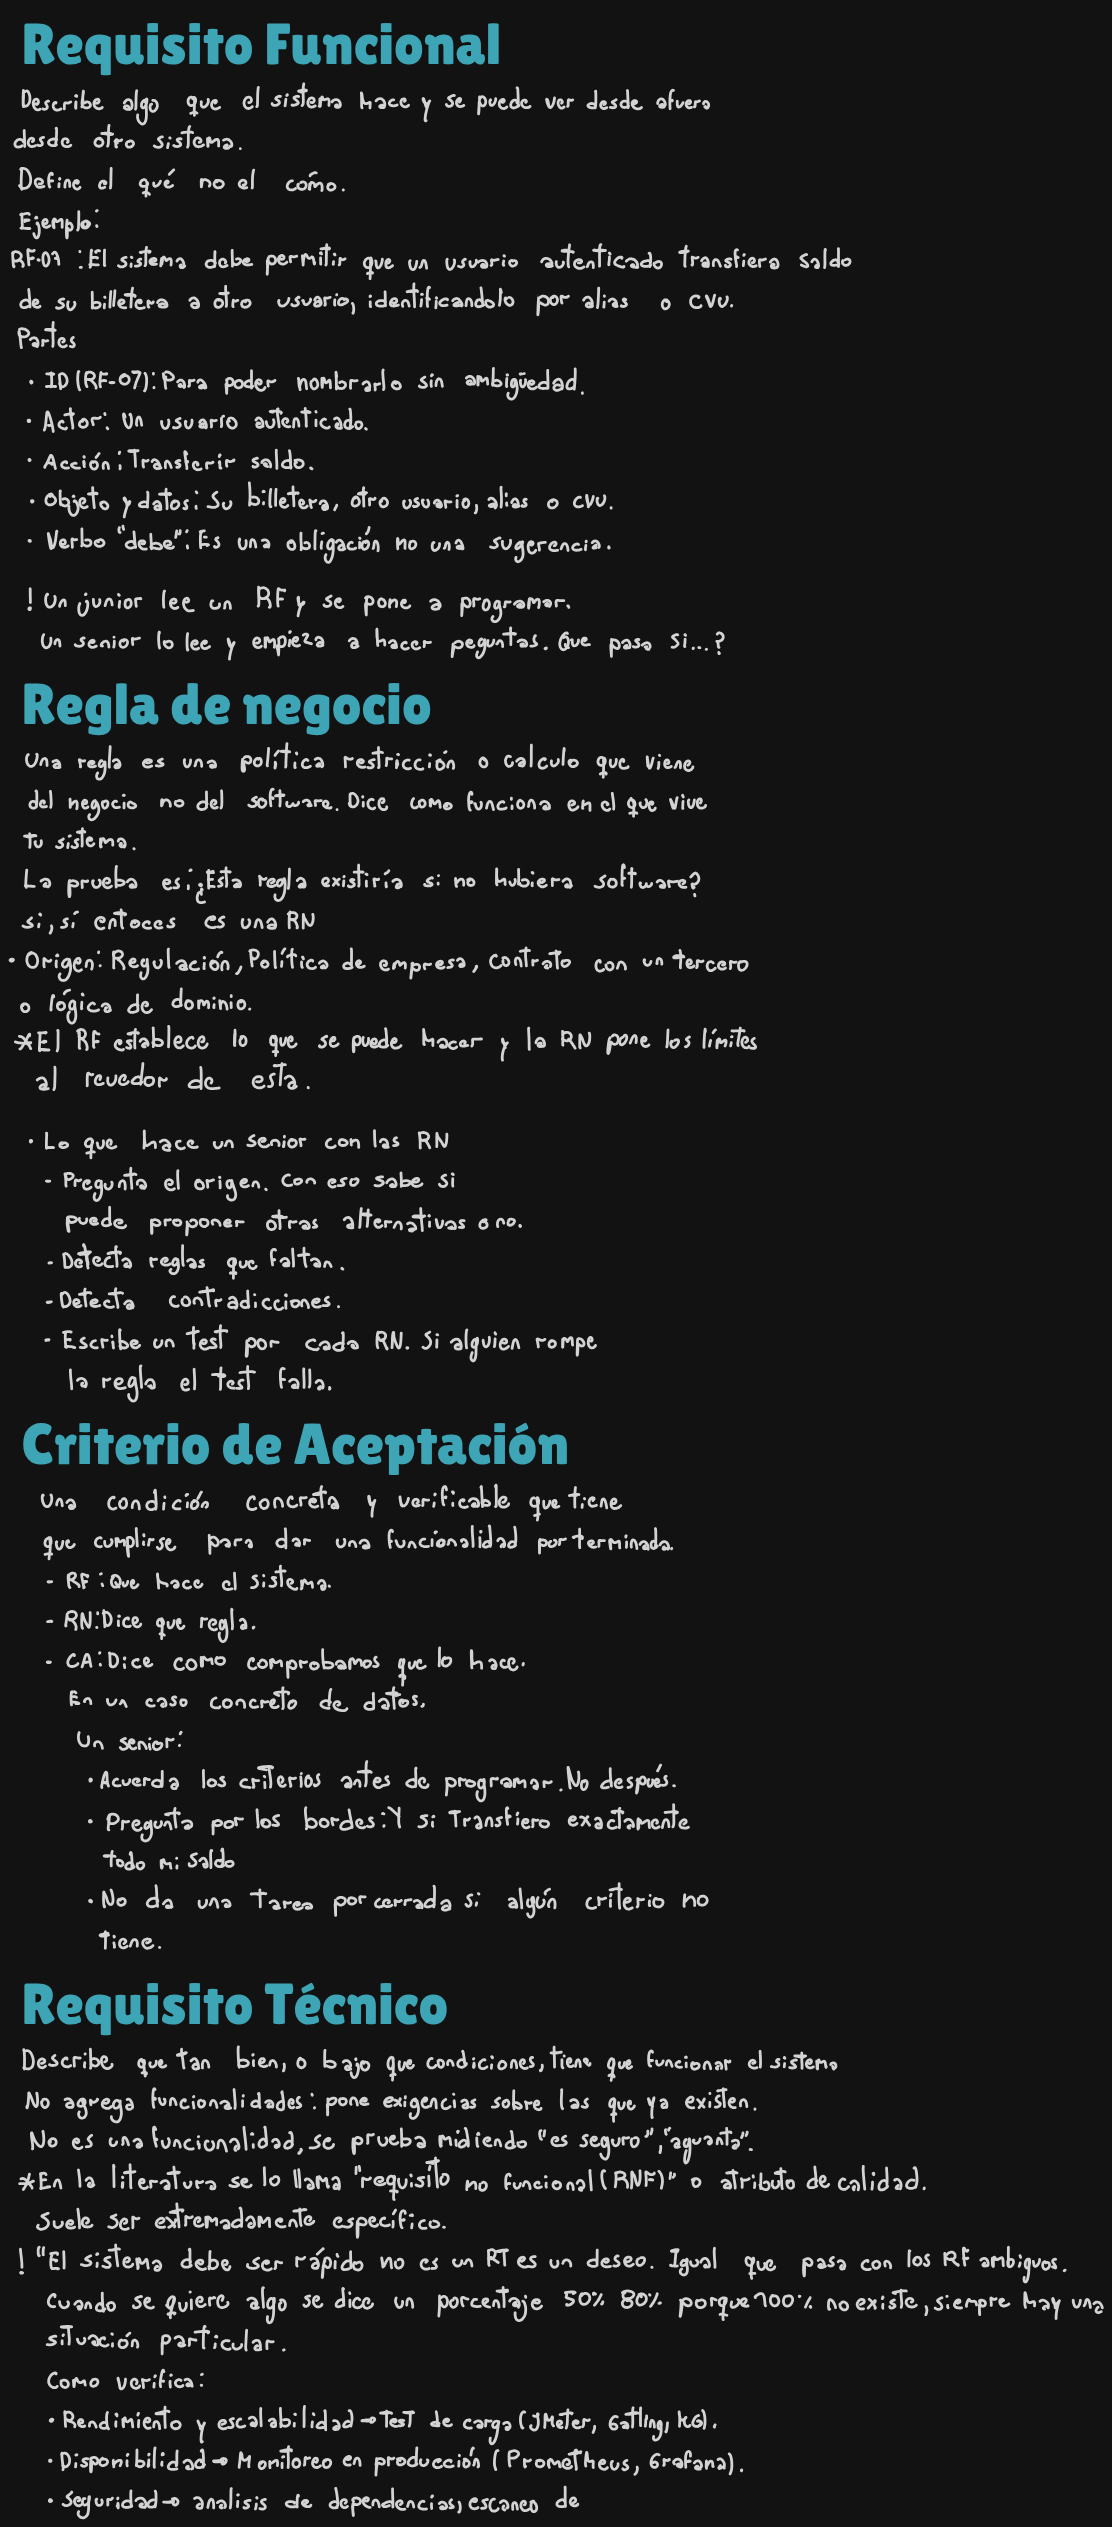 Requisito Funcional
Describe algo que el sistema hace y se puede ver desde afuera
desde otro sistema.
Define el qué no el cómo.
Ejemplo:
RF-07 : El sistema debe permitir que un usuario autenticado transfiera saldo
de su billetera a otro usuario, identificandolo por alias o CVU.
Partes
• ID (RF-07): Para poder nombrarlo sin ambigüedad.
• Actor: Un usuario autenticado.
• Acción: Transferir saldo.
• Objeto y datos: Su billetera, otro usuario, alias o CVU.
• Verbo "debe": Es una obligación no una sugerencia.
! Un junior lee un RF y se pone a programar.
Un senior lo lee y empieza a hacer peguntas. Que pasa si...?
Regla de negocio
Una regla es una política restricción o calculo que viene
del negocio no del software. Dice como funciona en el que vive
tu sistema.
La prueba es: ¿Esta regla existiría si no hubiera software?
si, sí entoces es una RN
• Origen: Regulación, Política de empresa, contrato con un tercero
o lógica de dominio.
*El RF establece lo que se puede hacer y la RN pone los límites
al revedor de esta.
• Lo que hace un senior con las RN
- Pregunta el origen. Con eso sabe si
puede proponer otras alternativas o no.
- Detecta reglas que faltan.
- Detecta contradicciones.
- Escribe un test por cada RN. Si alguien rompe
la regla el test falla.
Criterio de Aceptación
Una condición concreta y verificable que tiene
que cumplirse para dar una funcionalidad por terminada.
- RF: Que hace el sistema.
- RN: Dice que regla.
- CA: Dice como comprobamos que lo hace.
En un caso concreto de datos.
Un senior:
• Acuerda los criterios antes de programar. No después.
• Pregunta por los bordes: Y si Transfiero exactamente
todo mi saldo
• No da una tarea por cerrada si algún criterio no
tiene.
Requisito Técnico
Describe que tan bien, o bajo que condiciones, tiene que funcionar el sistema
No agrega funcionalidades: pone exigencias sobre las que ya existen.
No es una funcionalidad, se prueba midiendo "es seguro", "aguanta".
*En la literatura se lo llama "requisito no funcional (RNF)" o atributo de calidad.
Suele ser extremadamente específico.
! "El sistema debe ser rápido no es un RT es un deseo. Igual que pasa con los RF ambiguos.
Cuando se quiere algo se dice un porcentaje 50% 80% porque 100% no existe, siempre hay una
situación particular.
Como verifica:
• Rendimiento y escalabilidad → Test de carga (JMeter, Gatling, K6).
• Disponibilidad → Monitoreo en producción (Prometheus, Grafana).
• Seguridad → analisis de dependencias, escaneo de